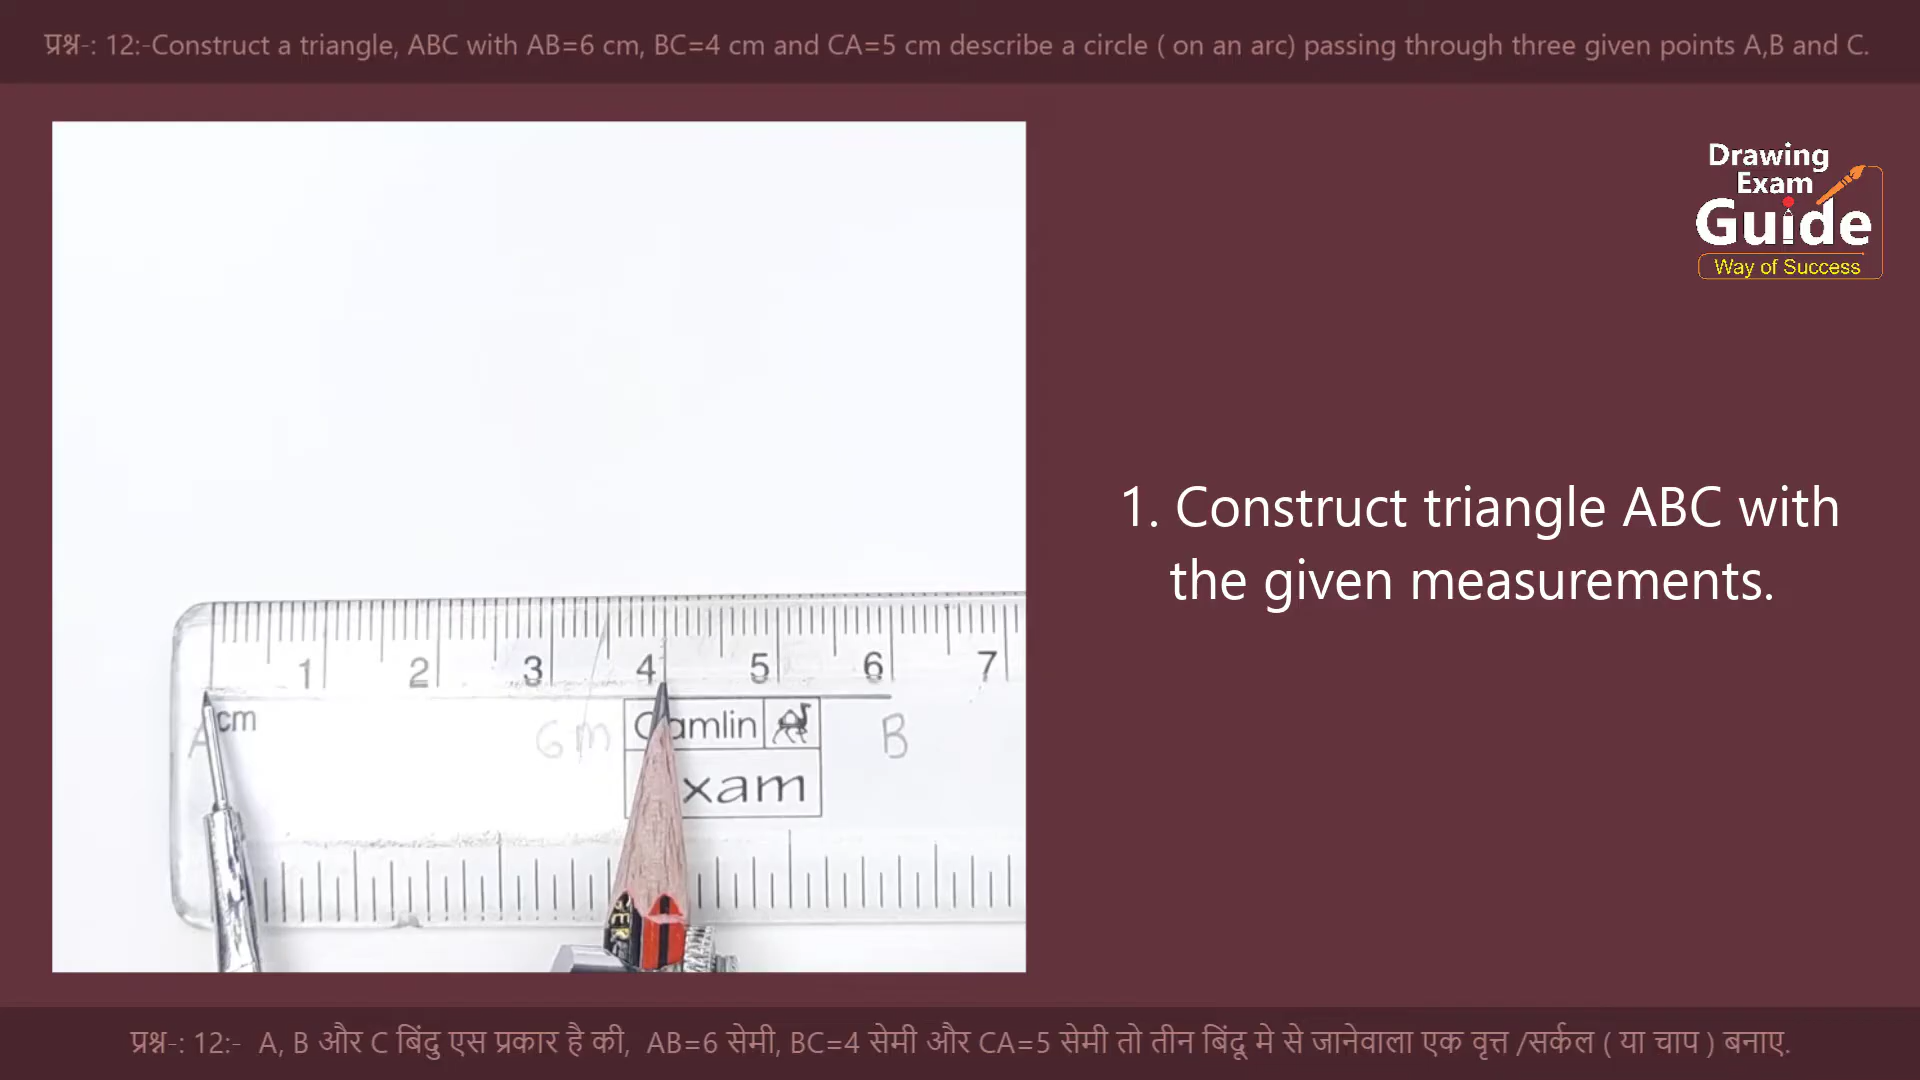 प्रश्न-: 12:-Construct a triangle, ABC with AB=6 cm, BC=4 cm and CA=5 cm describe a circle ( on an arc) passing through three given points A,B and C.
Drawing
Exam
Guide
Way of Success
1. Construct triangle ABC with
the given measurements.
1 2 3 4 5 6 7
cm
A 6 m B
Camlin
xam
प्रश्न-: 12:- A, B और C बिंदु एस प्रकार है की, AB=6 सेमी, BC=4 सेमी और CA=5 सेमी तो तीन बिंदू मे से जानेवाला एक वृत्त /सर्कल ( या चाप ) बनाए.